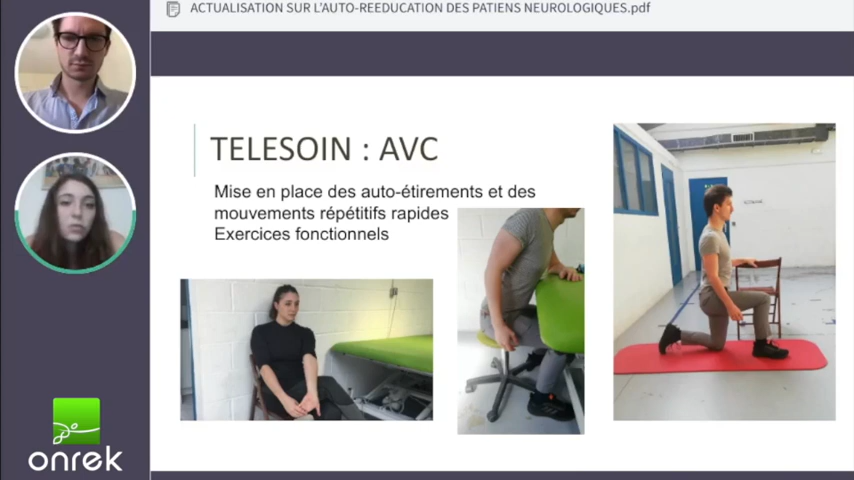 ACTUALISATION SUR L'AUTO-REEDUCATION DES PATIENS NEUROLOGIQUES.pdf
TELESOIN : AVC
Mise en place des auto-étirements et des
mouvements répétitifs rapides
Exercices fonctionnels
onrek